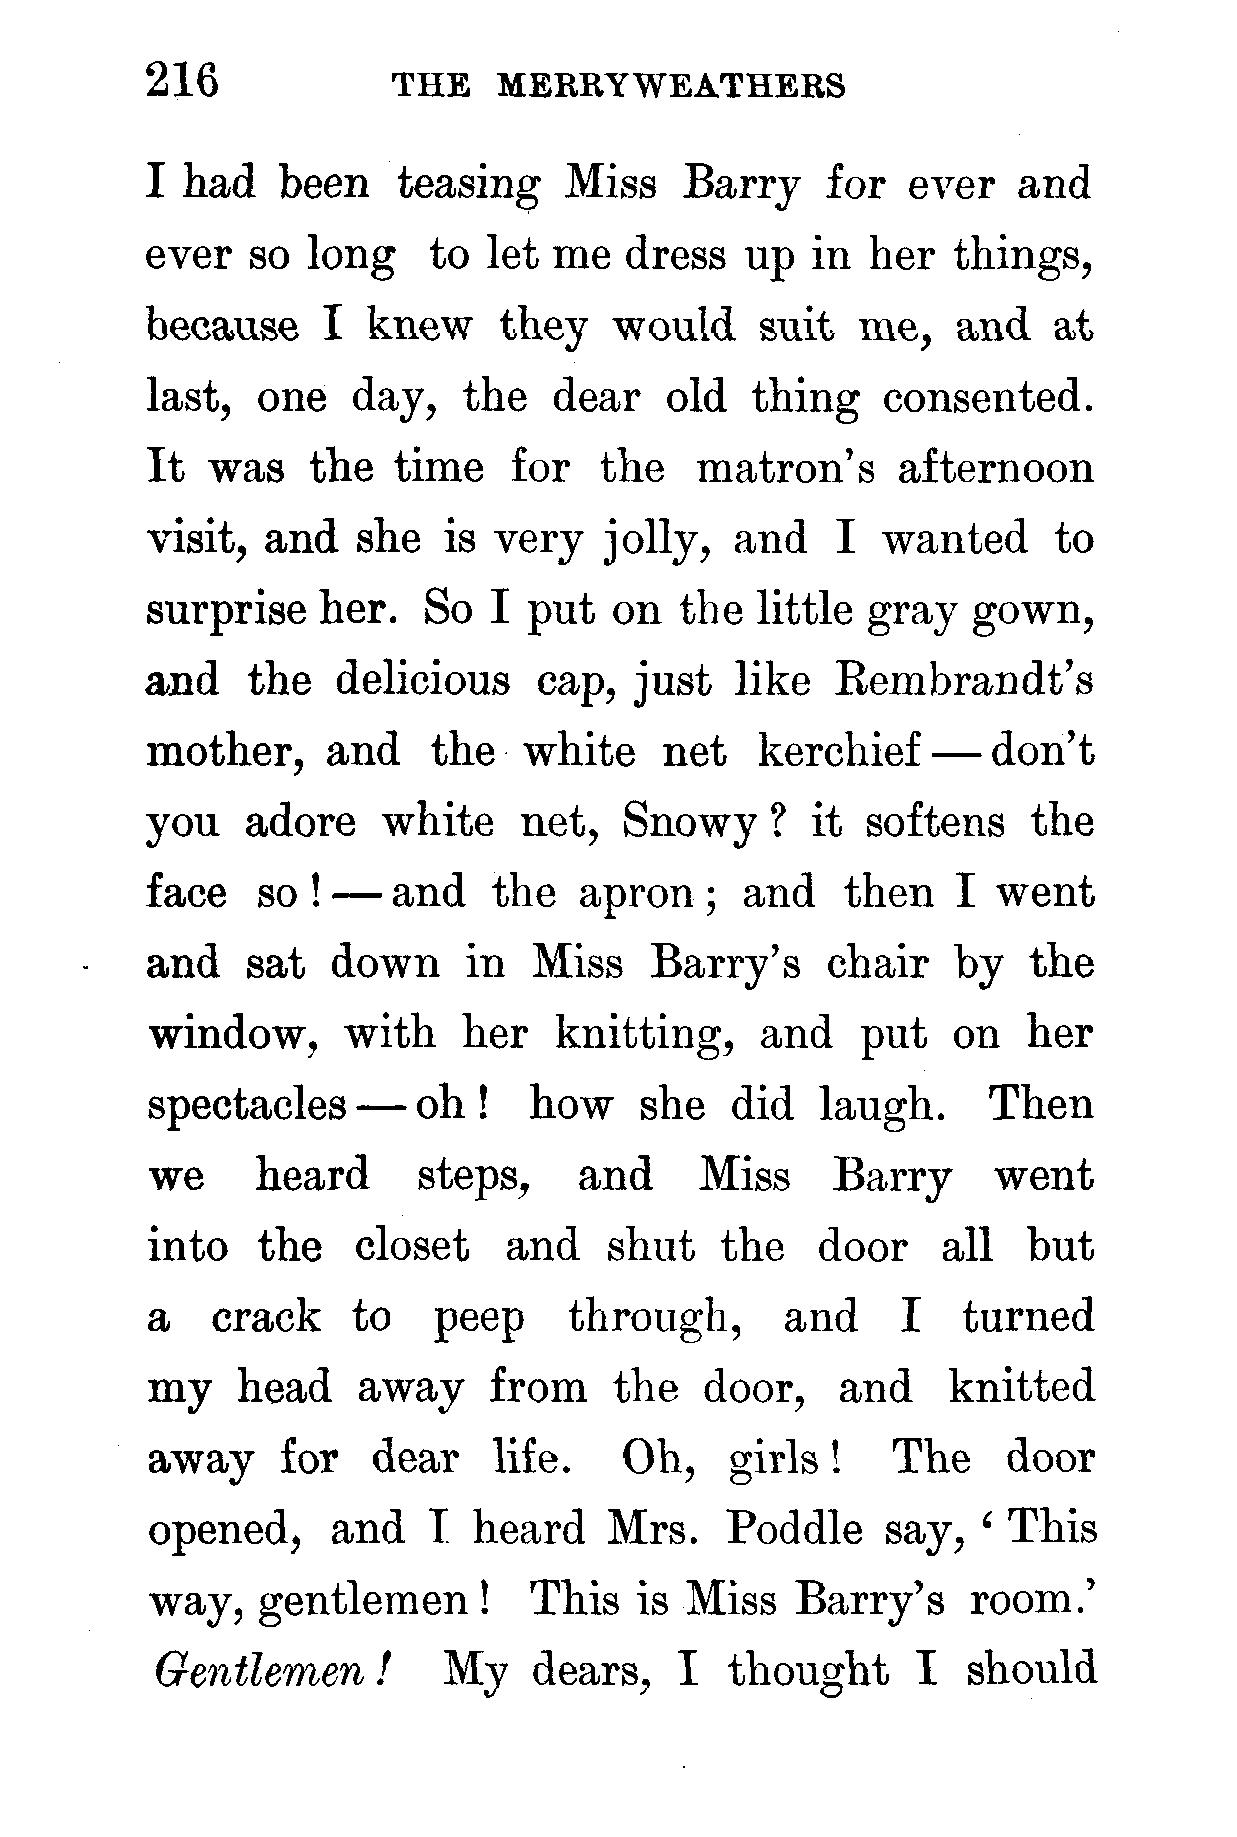 216 THE MERRYWEATHERS
I had been teasing Miss Barry for ever and
ever so long to let me dress up in her things,
because I knew they would suit me, and at
last, one day, the dear old thing consented.
It was the time for the matron's afternoon
visit, and she is very jolly, and I wanted to
surprise her. So I put on the little gray gown,
and the delicious cap, just like Rembrandt's
mother, and the white net kerchief — don't
you adore white net, Snowy? it softens the
face so! — and the apron; and then I went
and sat down in Miss Barry's chair by the
window, with her knitting, and put on her
spectacles — oh! how she did laugh. Then
we heard steps, and Miss Barry went
into the closet and shut the door all but
a crack to peep through, and I turned
my head away from the door, and knitted
away for dear life. Oh, girls! The door
opened, and I heard Mrs. Poddle say, ‘This
way, gentlemen! This is Miss Barry's room.’
Gentlemen! My dears, I thought I should